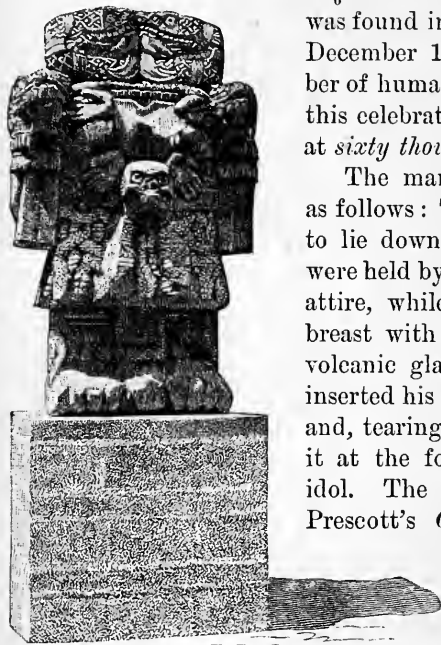 was found in
December 1
ber of huma
this celebrat
at sixty thou
The mar
as follows:
to lie down
were held by
attire, while
breast with
volcanic gla
inserted his
and, tearing
it at the fo
idol. The
Prescott's